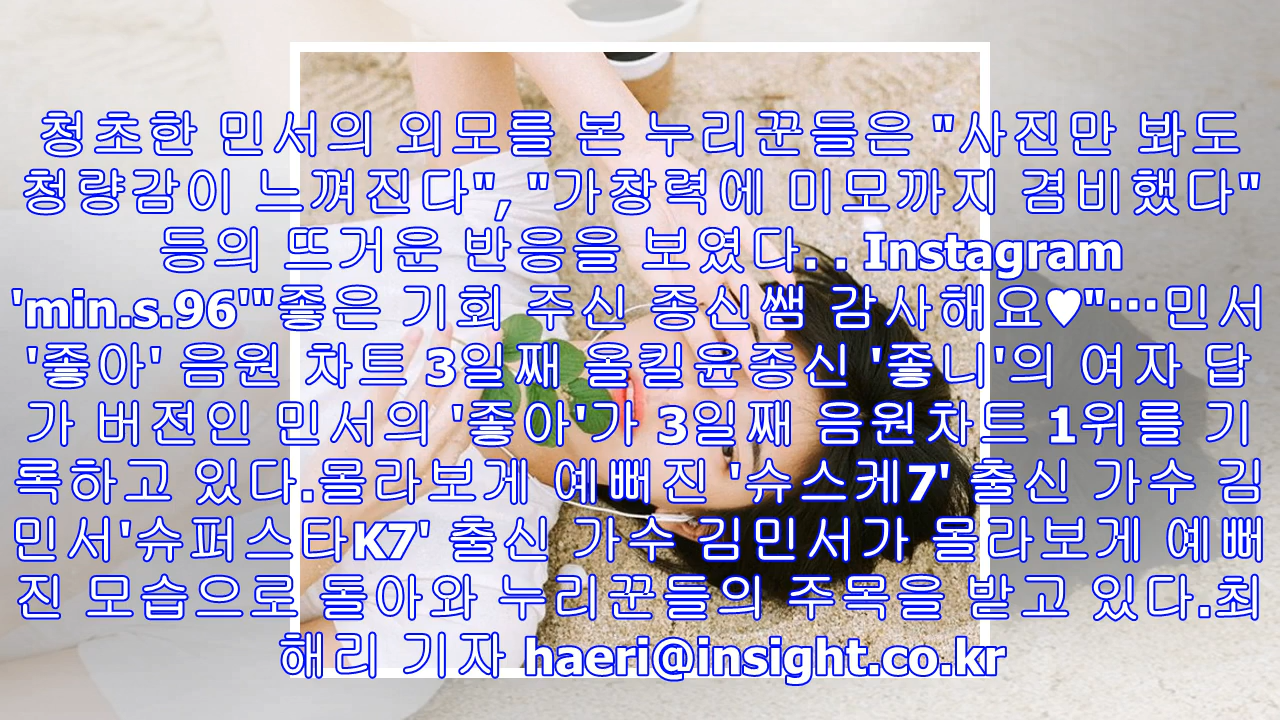 청초한 민서의 외모를 본 누리꾼들은 "사진만 봐도
청량감이 느껴진다", "가창력에 미모까지 겸비했다"
등의 뜨거운 반응을 보였다. . Instagram
'min.s.96'"좋은 기회 주신 종신쌤 감사해요♥"…민서
'좋아' 음원 차트 3일째 올킬윤종신 '좋니'의 여자 답
가 버전인 민서의 '좋아'가 3일째 음원차트 1위를 기
록하고 있다.몰라보게 예뻐진 '슈스케7' 출신 가수 김
민서'슈퍼스타K7' 출신 가수 김민서가 몰라보게 예뻐
진 모습으로 돌아와 누리꾼들의 주목을 받고 있다.최
해리 기자 haeri@insight.co.kr